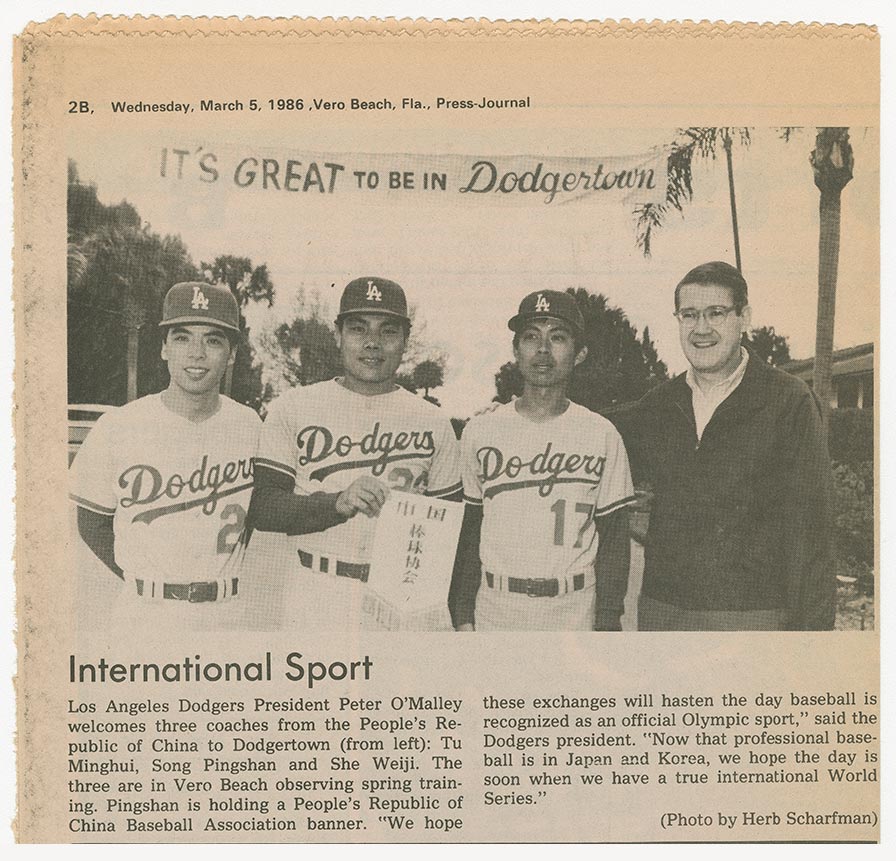 2B, Wednesday, March 5, 1986 ,Vero Beach, Fla., Press-Journal
IT'S GREAT TO BE IN Dodgertown
LA
LA
LA
Dodgers
2
Dodgers
Dodgers
17
中国
棒球协会
International Sport
Los Angeles Dodgers President Peter O'Malley
welcomes three coaches from the People's Re-
public of China to Dodgertown (from left): Tu
Minghui, Song Pingshan and She Weiji. The
three are in Vero Beach observing spring train-
ing. Pingshan is holding a People's Republic of
China Baseball Association banner. "We hope
these exchanges will hasten the day baseball is
recognized as an official Olympic sport," said the
Dodgers president. "Now that professional base-
ball is in Japan and Korea, we hope the day is
soon when we have a true international World
Series."
(Photo by Herb Scharfman)